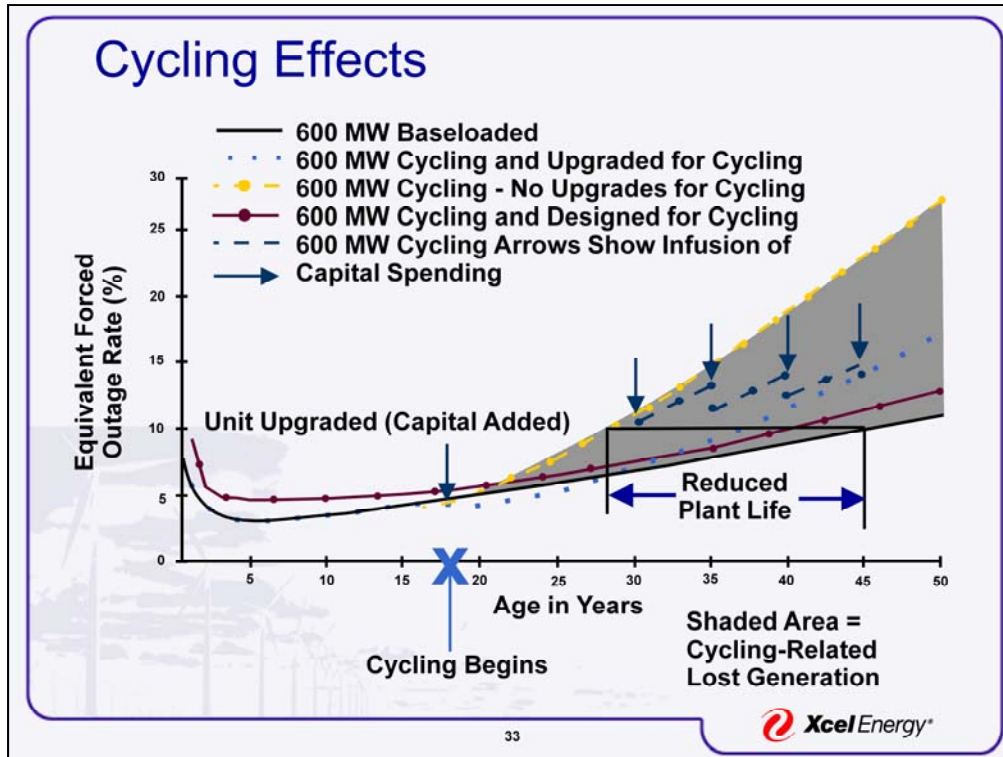 Cycling Effects
600 MW Baseloaded
600 MW Cycling and Upgraded for Cycling
600 MW Cycling - No Upgrades for Cycling
600 MW Cycling and Designed for Cycling
600 MW Cycling Arrows Show Infusion of
Capital Spending
Equivalent Forced
Outage Rate (%)
30
25
20
15
10
5
0
Unit Upgraded (Capital Added)
Reduced
Plant Life
5 10 15 20 25 30 35 40 45 50
X
Age in Years
Cycling Begins
Shaded Area =
Cycling-Related
Lost Generation
33
Xcel Energy®